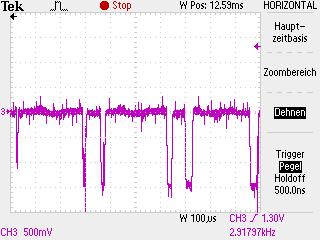 Tek Stop W Pos: 12.59ms HORIZONTAL
Haupt-
zeitbasis
Zoombereich
3
Dehnen
Trigger
Pegel
Holdoff
500.0ns
W 100µs CH3 1.30V
CH3 500mV 2.91797kHz